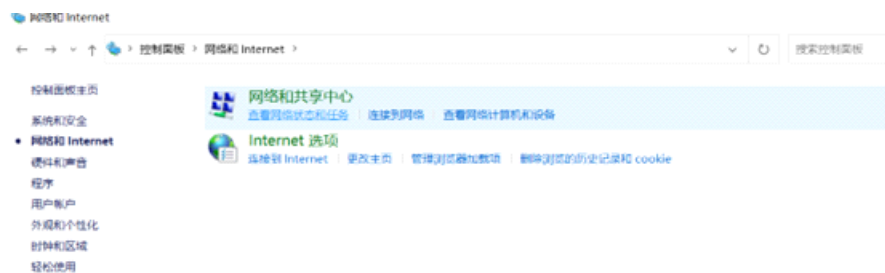 网络和 Internet
控制面板 > 网络和 Internet > 搜索控制面板
控制面板主页
系统和安全
网络和 Internet
硬件和声音
程序
用户帐户
外观和个性化
时钟和区域
轻松使用
网络和共享中心
查看网络状态和任务 连接到网络 查看网络计算机和设备
Internet 选项
连接到 Internet 更改主页 管理浏览器加载项 删除浏览的历史记录和 cookie